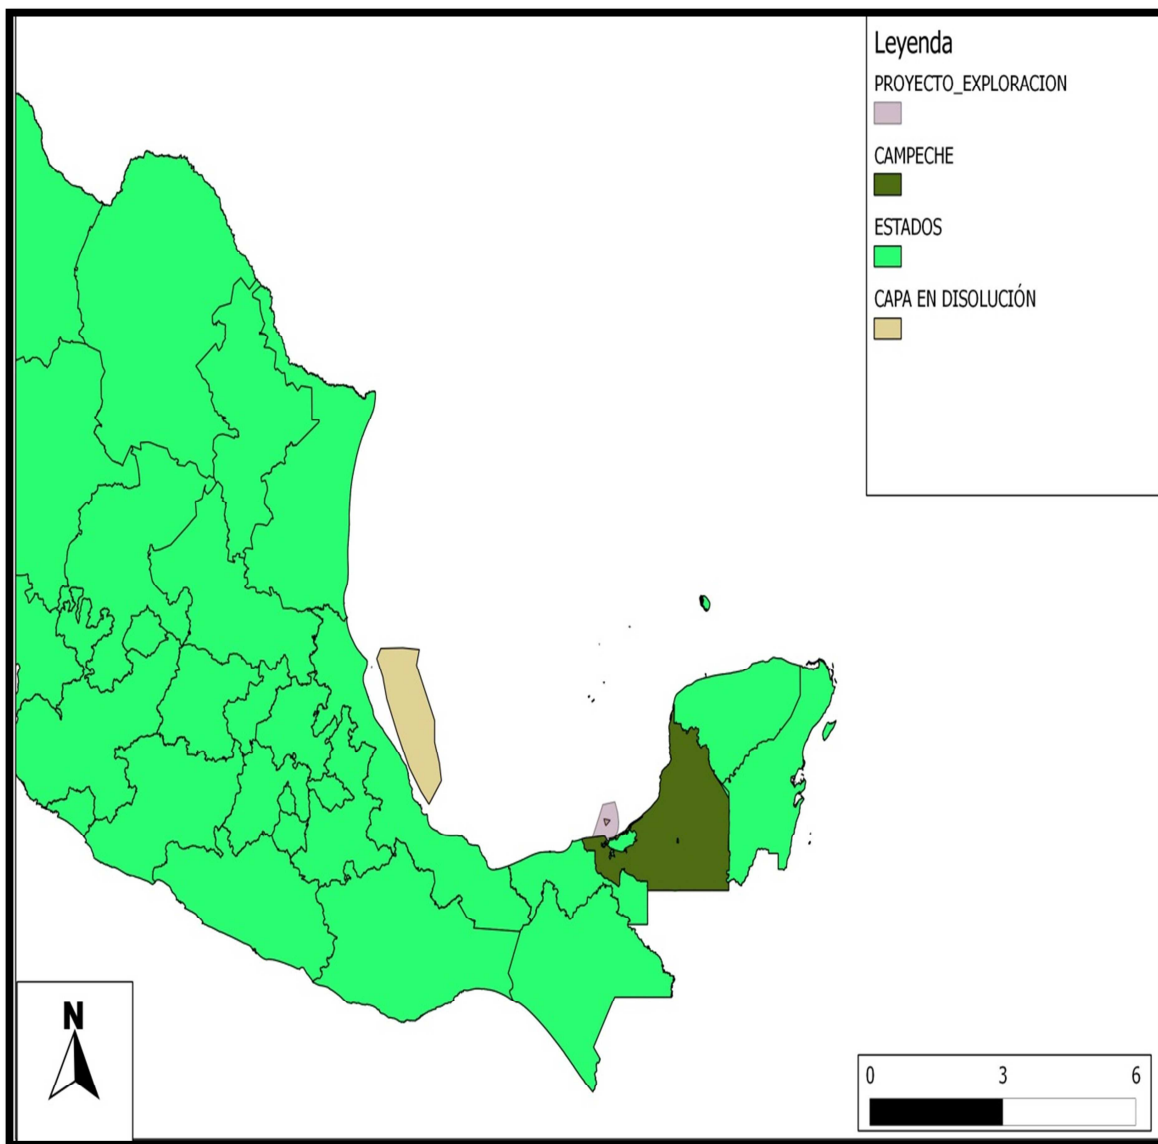 Leyenda
PROYECTO_EXPLORACION
CAMPECHE
ESTADOS
CAPA EN DISOLUCIÓN
N
0 3 6